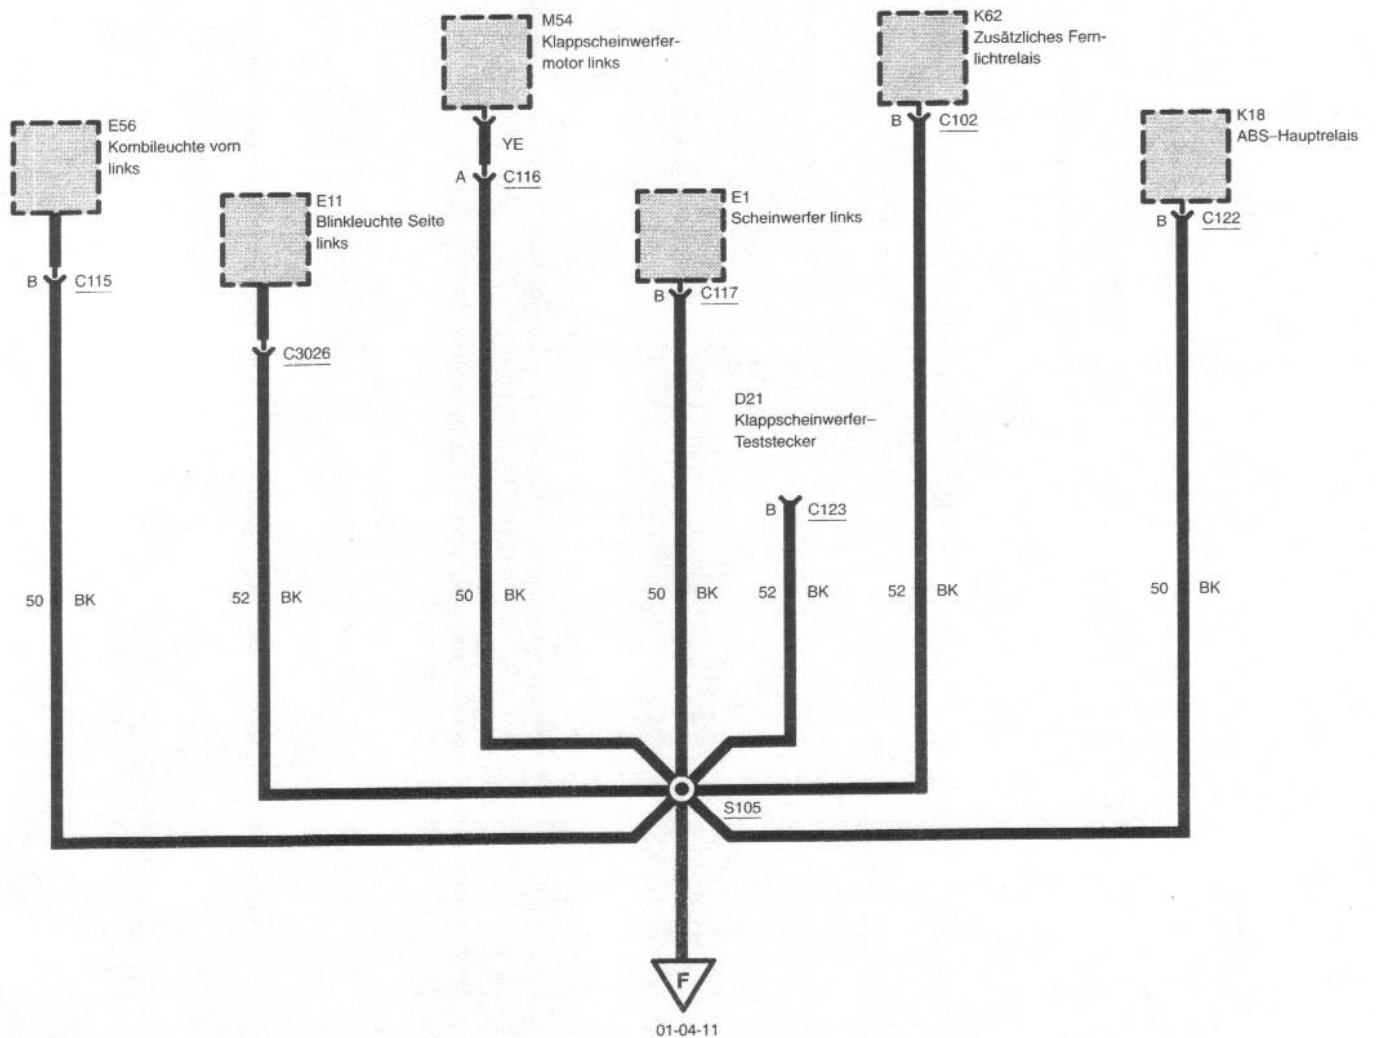 M54
Klappscheinwerfer-
motor links
K62
Zusätzliches Fern-
lichtrelais
E56
Kombileuchte vorn
links
K18
ABS-Hauptrelais
E11
Blinkleuchte Seite
links
E1
Scheinwerfer links
YE
A C116
B C102
B C122
B C115
B C117
C3026
D21
Klappscheinwerfer–
Teststecker
B C123
50 BK
52 BK
50 BK
50 BK
52 BK
52 BK
50 BK
S105
F
01-04-11